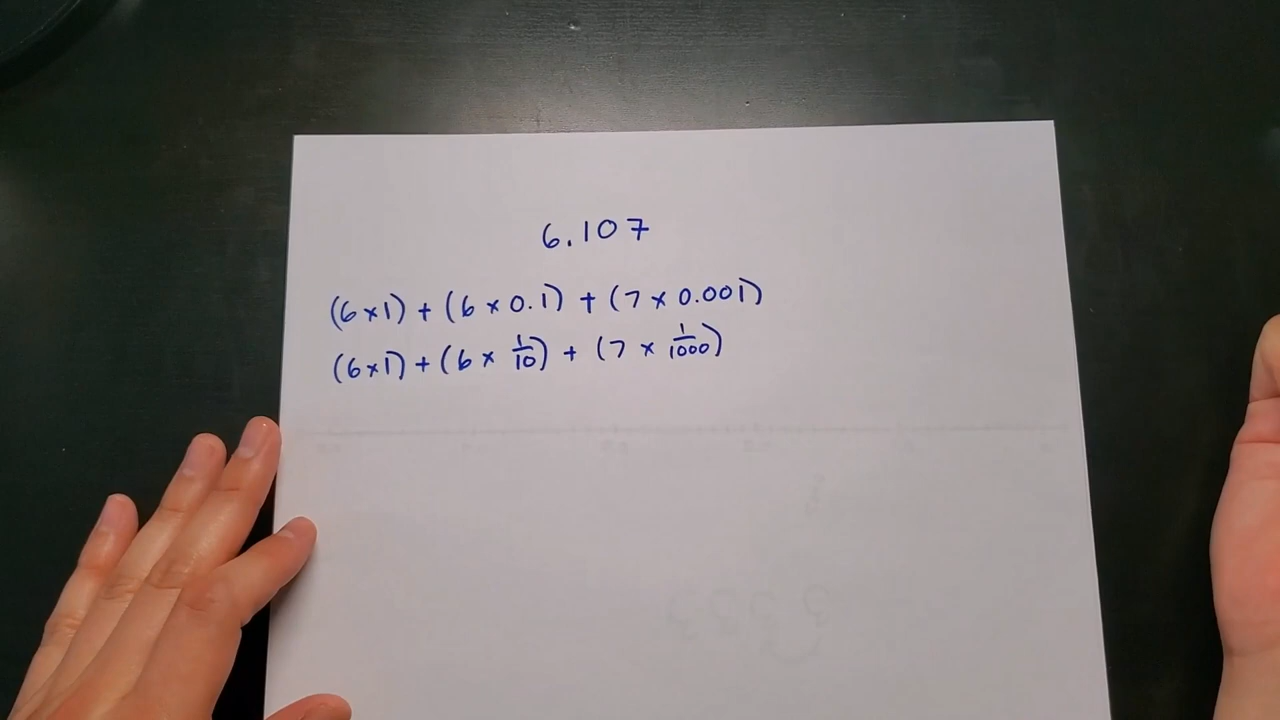 6.107
(6×1) + (6 × 0.1) + (7 × 0.001)
(6×1) + (6 × 1/10) + (7 × 1/1000)